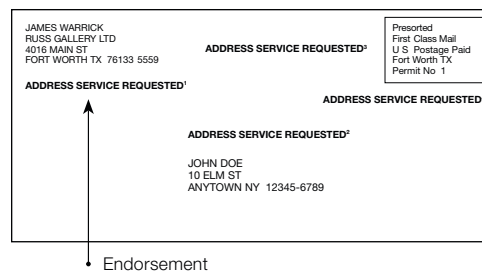 JAMES WARRICK
RUSS GALLERY LTD
4016 MAIN ST
FORT WORTH TX 76133 5559
ADDRESS SERVICE REQUESTED¹
ADDRESS SERVICE REQUESTED³
Presorted
First Class Mail
U S Postage Paid
Fort Worth TX
Permit No 1
ADDRESS SERVICE REQUESTED
ADDRESS SERVICE REQUESTED²
JOHN DOE
10 ELM ST
ANYTOWN NY 12345-6789
Endorsement